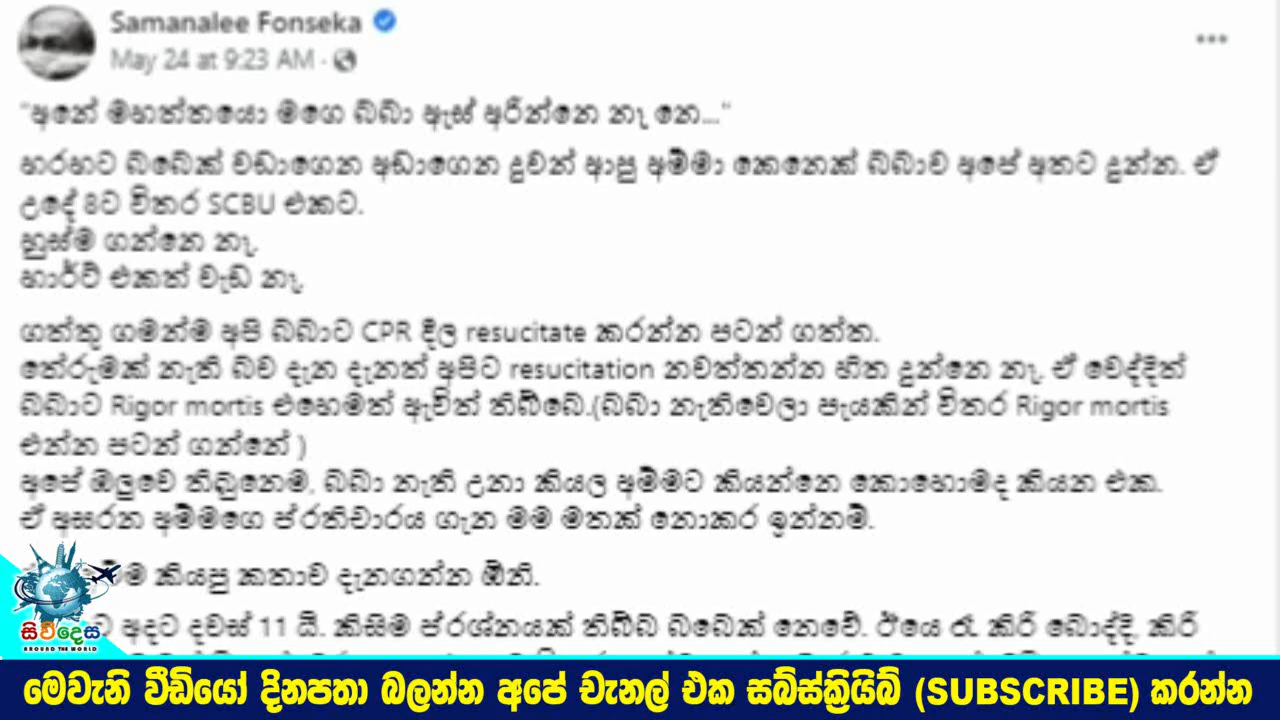 Samanalee Fonseka
May 24 at 9:23 AM ·
"අනේ මහත්තයො මගෙ බබා ඇස් අරින්නෙ නෑ නෙ..."
හරහට බබෙක් වඩාගෙන අඬාගෙන දුවන් ආපු අම්මා කෙනෙක් බබාව අපේ අතට දුන්න. ඒ
උදේ 8ට විතර SCBU එකට.
හුස්ම ගන්නෙ නෑ.
හාර්ට් එකත් වැඩ නෑ.
ගත්තු ගමන්ම අපි බබාට CPR දීල resucitate කරන්න පටන් ගත්ත.
තේරුමක් නැති බව දැන දැනත් අපිට resucitation නවත්තන්න හිත දුන්නෙ නෑ. ඒ වෙද්දිත්
බබාට Rigor mortis එහෙමත් ඇවිත් තිබ්බෙ.(බබා නැතිවෙලා පැයකින් විතර Rigor mortis
එන්න පටන් ගන්නේ )
අපේ ඔලුවෙ තිබුනෙම, බබා නැති උනා කියල අම්මට කියන්නෙ කොහොමද කියන එක.
ඒ අසරන අම්මගෙ ප්රතිචාරය ගැන මම මතක් නොකර ඉන්නම්.
කියපු කතාව දැනගන්න ඕනි.
අදට දවස් 11 යි. කිසිම ප්රශ්නයක් තිබ්බ බබෙක් නෙවේ. ඊයෙ රෑ කිරි බොද්දි, කිරි
සිව්දෙස
AROUND THE WORLD
මෙවැනි වීඩියෝ දිනපතා බලන්න අපේ චැනල් එක සබ්ස්ක්‍රයිබ් (SUBSCRIBE) කරන්න